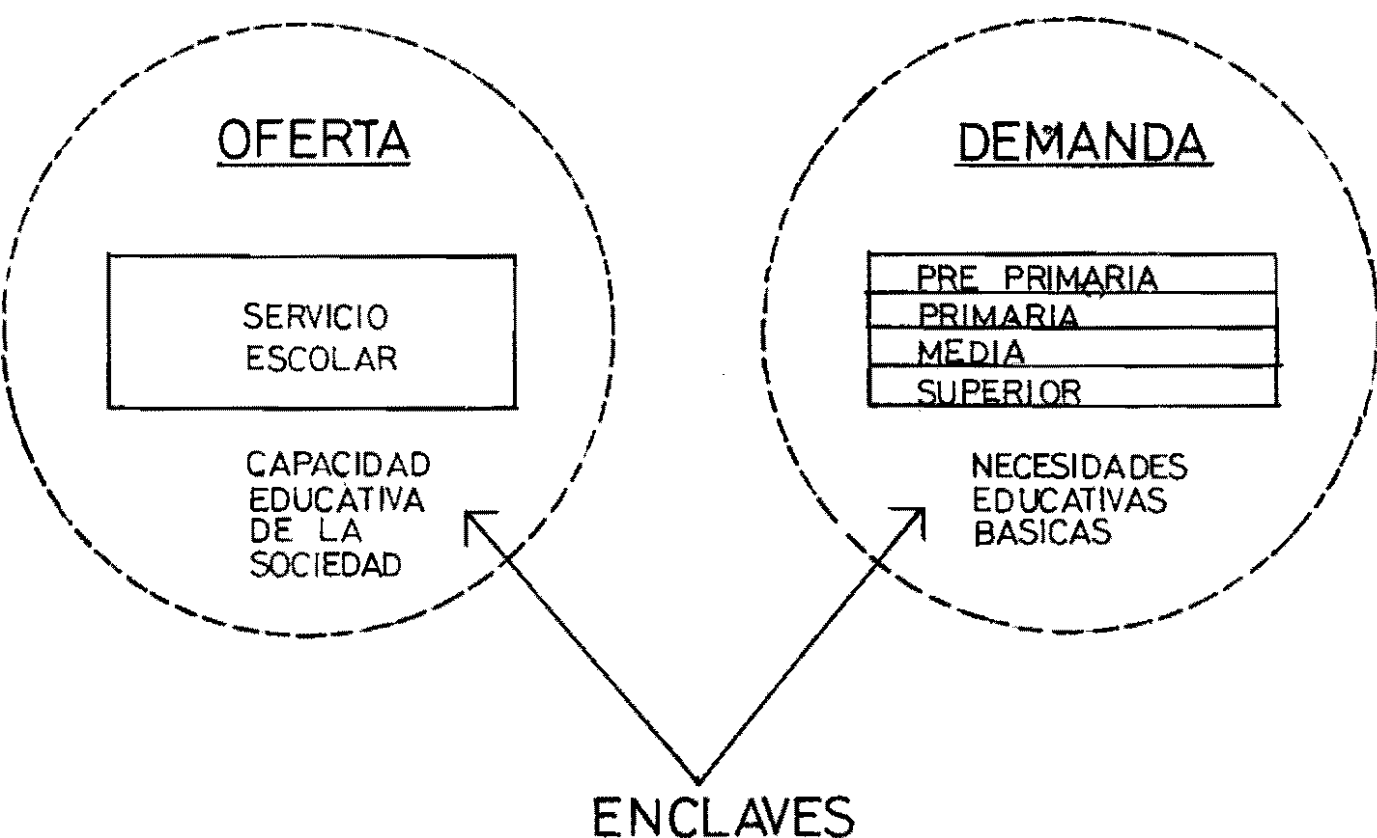 OFERTA
SERVICIO
ESCOLAR
CAPACIDAD
EDUCATIVA
DE LA
SOCIEDAD
DEMANDA
PRE PRIMARIA
PRIMARIA
MEDIA
SUPERIOR
NECESIDADES
EDUCATIVAS
BASICAS
ENCLAVES